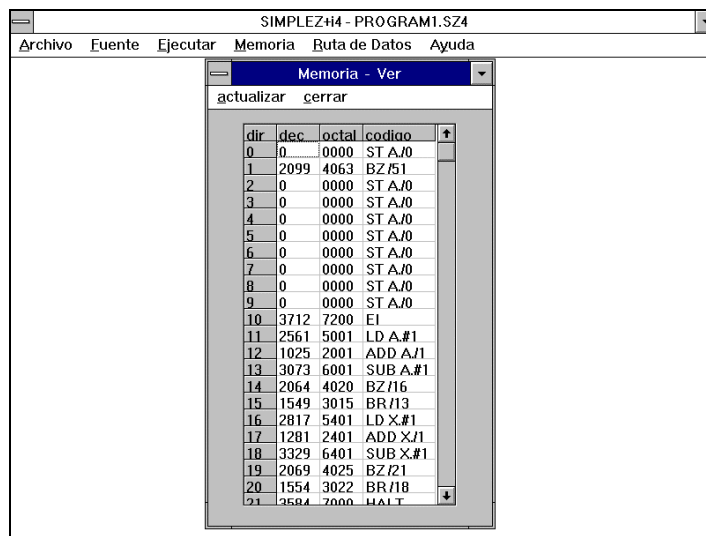 SIMPLEZ+i4 - PROGRAM1.SZ4
Archivo Fuente Ejecutar Memoria Ruta de Datos Ayuda
Memoria - Ver
actualizar cerrar
dir dec octal codigo
0 0 0000 ST A,/0
1 2099 4063 BZ /51
2 0 0000 ST A,/0
3 0 0000 ST A,/0
4 0 0000 ST A,/0
5 0 0000 ST A,/0
6 0 0000 ST A,/0
7 0 0000 ST A,/0
8 0 0000 ST A,/0
9 0 0000 ST A,/0
10 3712 7200 EI
11 2561 5001 LD A,#1
12 1025 2001 ADD A,/1
13 3073 6001 SUB A,#1
14 2064 4020 BZ /16
15 1549 3015 BR /13
16 2817 5401 LD X,#1
17 1281 2401 ADD X,/1
18 3329 6401 SUB X,#1
19 2069 4025 BZ /21
20 1554 3022 BR /18
21 3584 7000 HALT